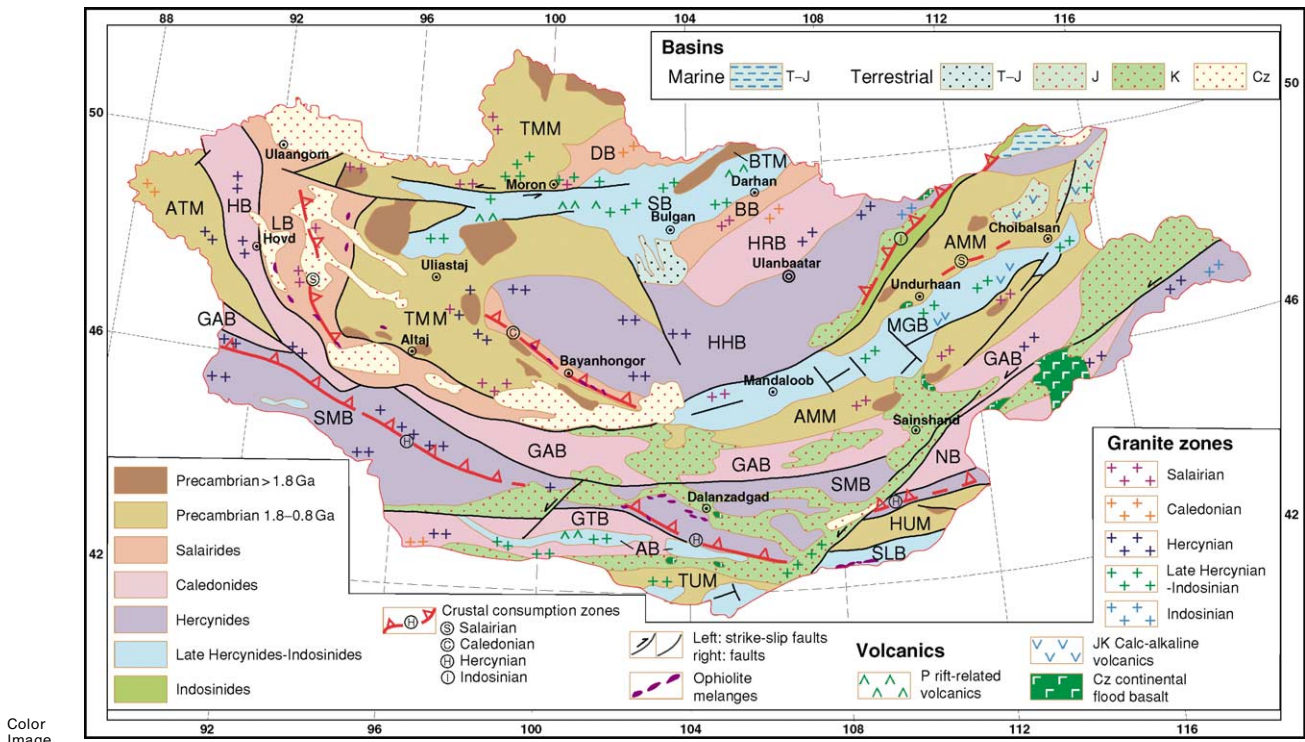 88 92 96 100 104 108 112 116
Basins
Marine T–J Terrestrial T–J J K Cz
50 50
TMM
Ulaangom
DB
BTM
Moron
Darhan
ATM
HB
SB
BB
LB
Bulgan
Choibalsan
Hovd
HRB
I
AMM
Ulanbaatar
S
Uliastaj
S
Undurhaan
46 46
GAB
TMM
C
HHB
MGB
Altaj
Bayanhongor
GAB
Mandaloob
SMB
AMM
Sainshand
H
GAB
GAB
NB
SMB
Dalanzadgad
H
GTB
HUM
42 42
AB
H
SLB
TUM
Precambrian > 1.8 Ga
Precambrian 1.8–0.8 Ga
Salairides
Caledonides
Hercynides
Late Hercynides-Indosinides
Indosinides
H Crustal consumption zones
S Salairian
C Caledonian
H Hercynian
I Indosinian
Left: strike-slip faults
right: faults
Ophiolite
melanges
Volcanics
P rift-related
volcanics
Granite zones
Salairian
Caledonian
Hercynian
Late Hercynian
-Indosinian
Indosinian
JK Calc-alkaline
volcanics
Cz continental
flood basalt
92 96 100 104 108 112 116
Color
Image